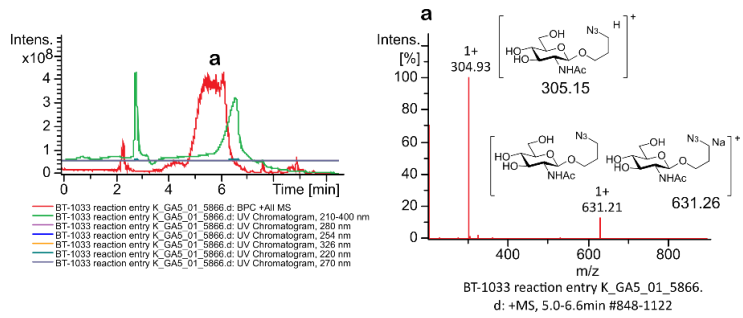 a
Intens.
x10⁸
4
3
2
1
0
a
0 2 4 6 8 Time [min]
BT-1033 reaction entry K_GA5_01_5866.d: BPC +All MS
BT-1033 reaction entry K_GA5_01_5866.d: UV Chromatogram, 210-400 nm
BT-1033 reaction entry K_GA5_01_5866.d: UV Chromatogram, 280 nm
BT-1033 reaction entry K_GA5_01_5866.d: UV Chromatogram, 254 nm
BT-1033 reaction entry K_GA5_01_5866.d: UV Chromatogram, 326 nm
BT-1033 reaction entry K_GA5_01_5866.d: UV Chromatogram, 220 nm
BT-1033 reaction entry K_GA5_01_5866.d: UV Chromatogram, 270 nm
Intens.
[%]
100
80
60
40
20
0
1+
304.93
OH
HO
HO
O
O
NHAc
N₃
H
+
305.15
OH
HO
HO
O
O
NHAc
N₃
OH
HO
HO
O
O
NHAc
N₃
Na
+
1+
631.21
631.26
400 600 800
m/z
BT-1033 reaction entry K_GA5_01_5866.
d: +MS, 5.0-6.6min #848-1122